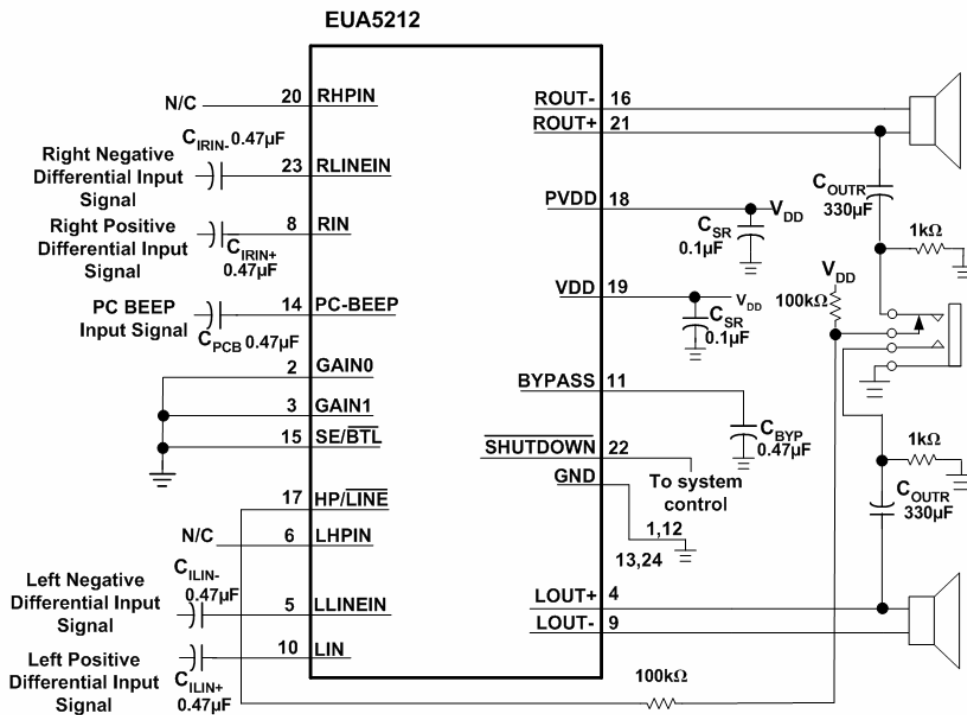 EUA5212
N/C
20
RHPIN
CIRIN- 0.47µF
Right Negative
Differential Input
Signal
23
RLINEIN
Right Positive
Differential Input
Signal
8
RIN
CIRIN+
0.47µF
PC BEEP
Input Signal
14
PC-BEEP
CPCB 0.47µF
2
GAIN0
3
GAIN1
15
SE/BTL
17
HP/LINE
N/C
6
LHPIN
CILIN-
0.47µF
Left Negative
Differential Input
Signal
5
LLINEIN
Left Positive
Differential Input
Signal
10
LIN
CILIN+
0.47µF
ROUT-
16
ROUT+
21
PVDD
18
VDD
CSR
0.1µF
VDD
19
VDD
CSR
0.1µF
BYPASS
11
CBYP
0.47µF
SHUTDOWN
22
To system
control
GND
1,12
13,24
LOUT+
4
LOUT-
9
COUTR
330µF
1kΩ
VDD
100kΩ
1kΩ
COUTR
330µF
100kΩ